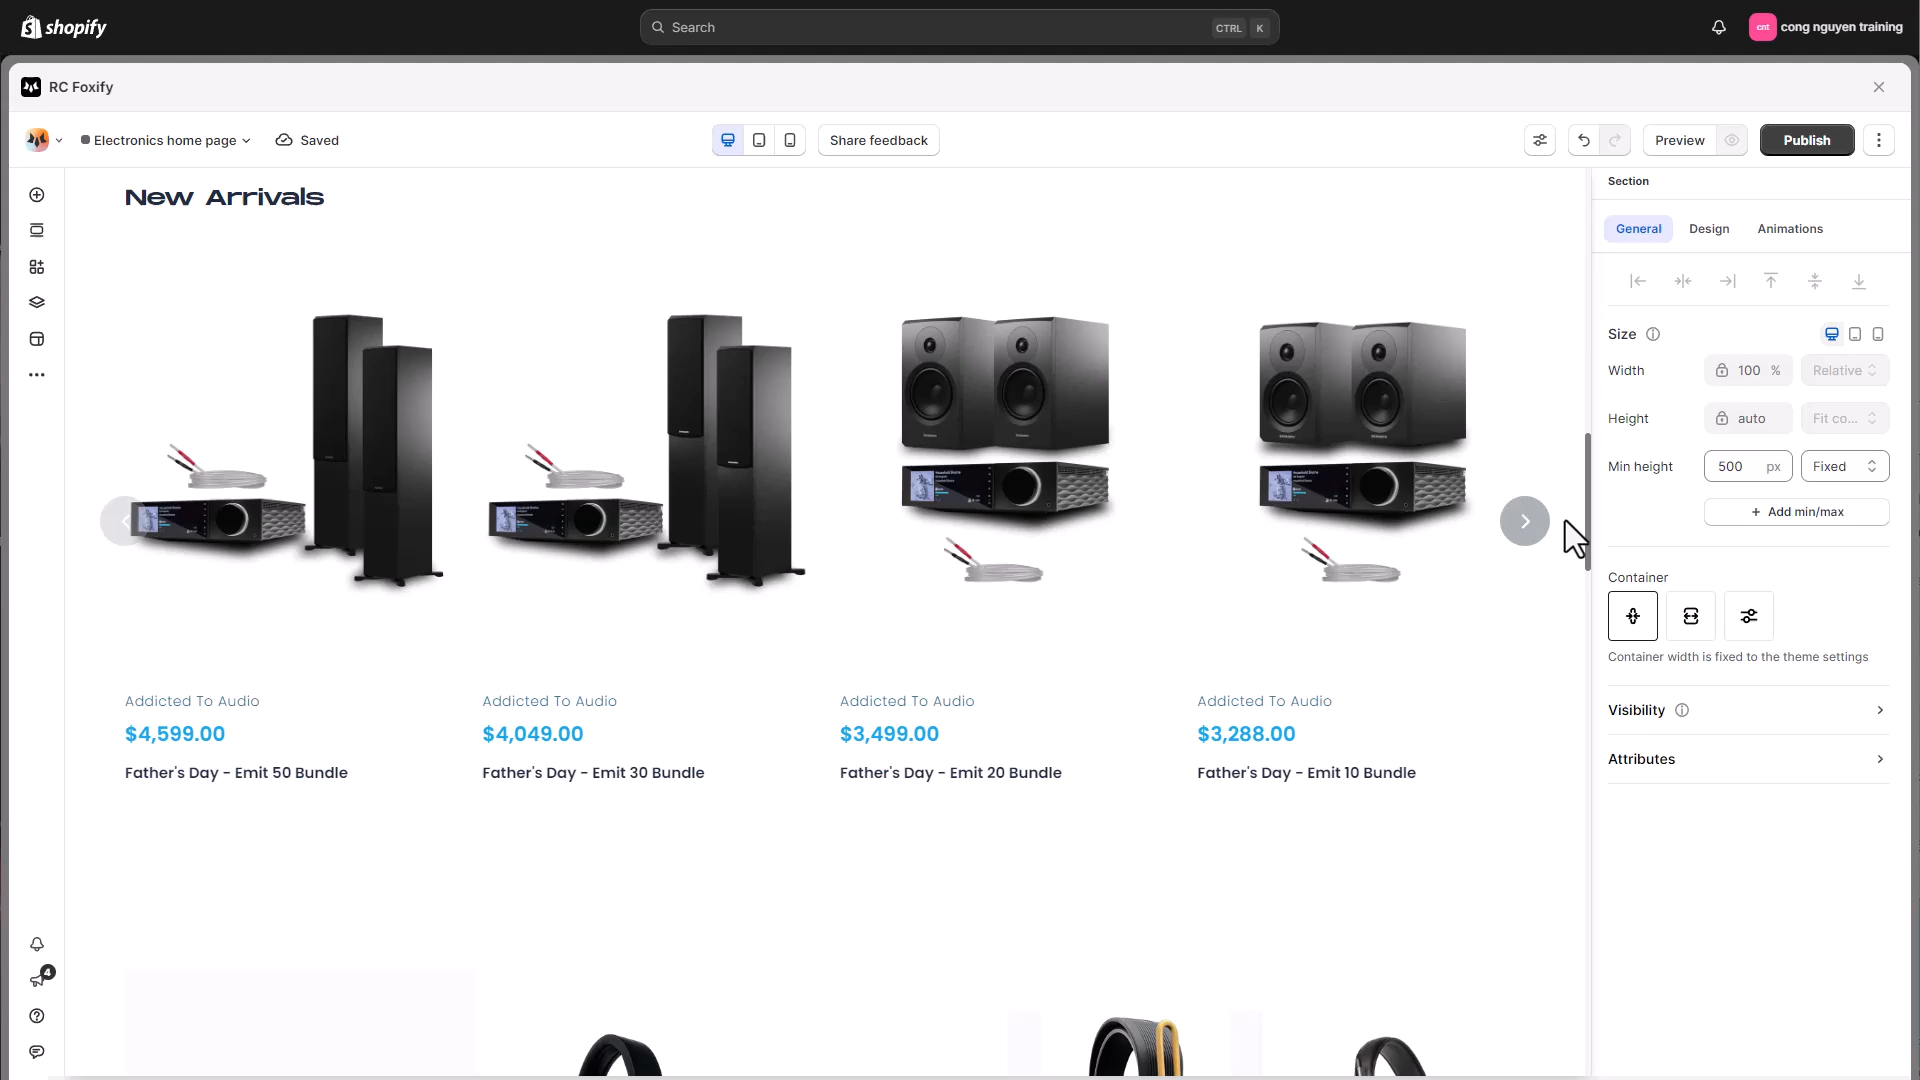 shopify
Search
CTRL K
cnt
cong nguyen training
RC Foxify
Electronics home page
Saved
Share feedback
Preview
Publish
New Arrivals
Addicted To Audio
$4,599.00
Father's Day - Emit 50 Bundle
Addicted To Audio
$4,049.00
Father's Day - Emit 30 Bundle
Addicted To Audio
$3,499.00
Father's Day - Emit 20 Bundle
Addicted To Audio
$3,288.00
Father's Day - Emit 10 Bundle
4
Section
General
Design
Animations
Size
Width
100 %
Relative
Height
auto
Fit co...
Min height
500 px
Fixed
+ Add min/max
Container
Container width is fixed to the theme settings
Visibility
Attributes